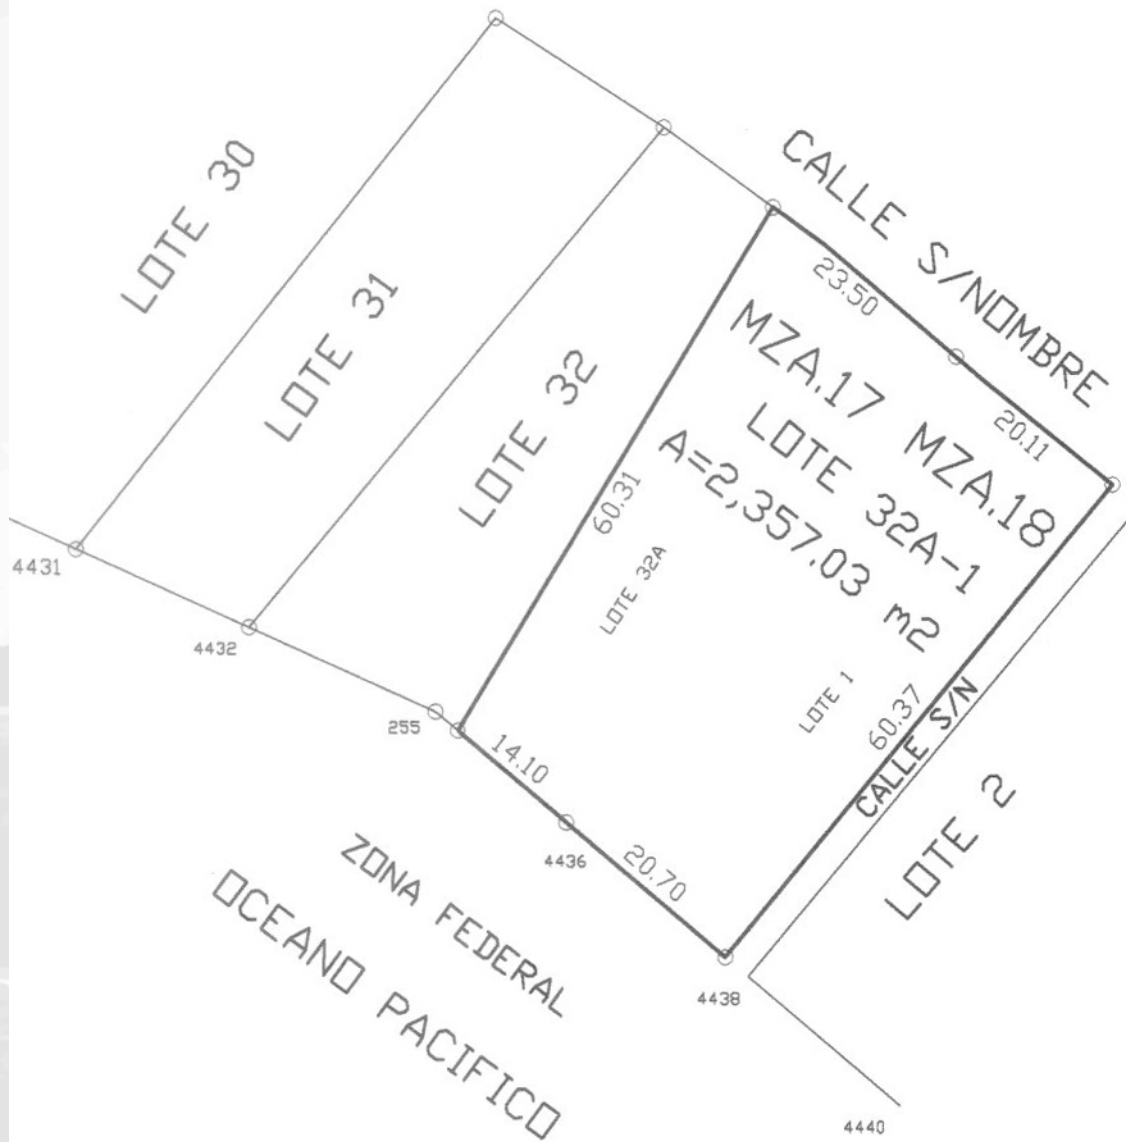 LOTE 30
LOTE 31
LOTE 32
CALLE S/NOMBRE
23.50
20.11
MZA.17 MZA.18
LOTE 32A-1
A=2,357.03 m2
60.31
LOTE 32A
LOTE 1
60.37
CALLE S/N
LOTE 2
4431
4432
255
14.10
4436
20.70
4438
4440
ZONA FEDERAL
OCEANO PACIFICO